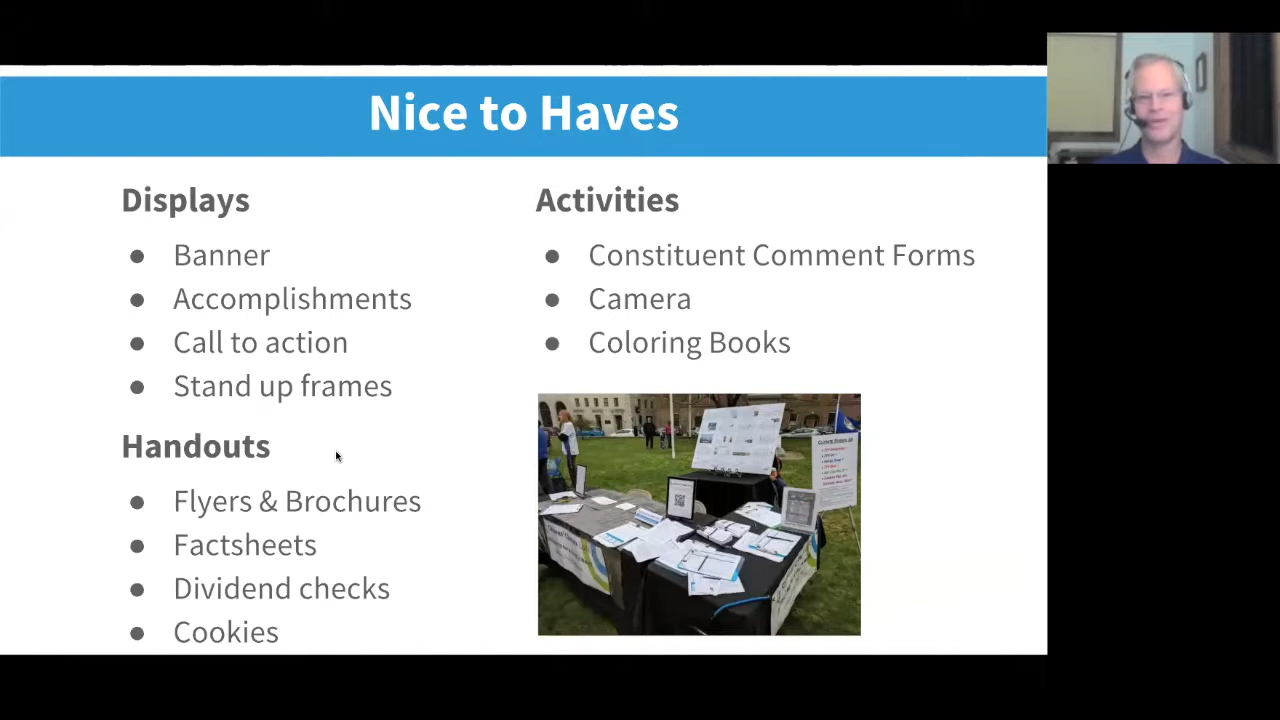 Nice to Haves
Displays
● Banner
● Accomplishments
● Call to action
● Stand up frames
Handouts
● Flyers & Brochures
● Factsheets
● Dividend checks
● Cookies
Activities
● Constituent Comment Forms
● Camera
● Coloring Books